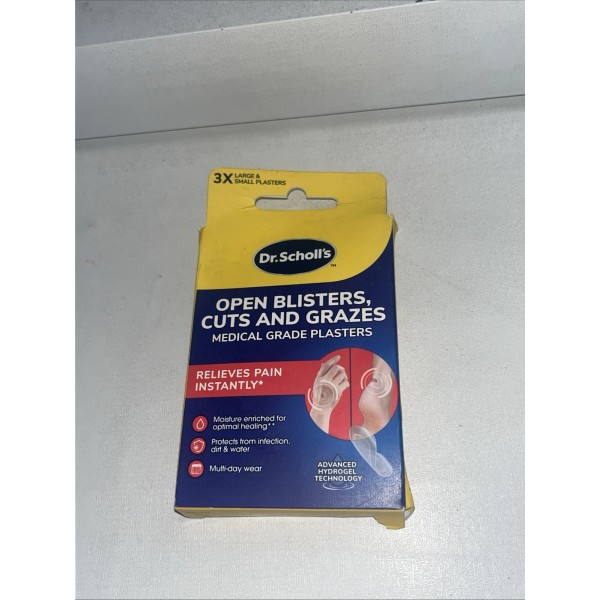 3X LARGE &
SMALL PLASTERS
Dr.Scholl's
TM
OPEN BLISTERS,
CUTS AND GRAZES
MEDICAL GRADE PLASTERS
RELIEVES PAIN
INSTANTLY*
Moisture enriched for
optimal healing**
Protects from infection,
dirt & water
Multi-day wear
ADVANCED
HYDROGEL
TECHNOLOGY